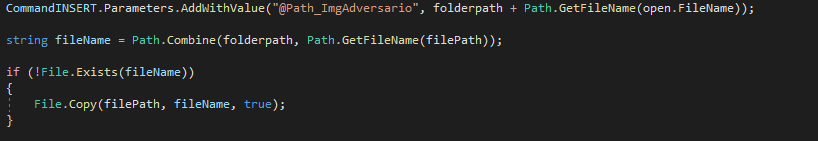 CommandINSERT.Parameters.AddWithValue("@Path_ImgAdversario", folderpath + Path.GetFileName(open.FileName));
string fileName = Path.Combine(folderpath, Path.GetFileName(filePath));
if (!File.Exists(fileName))
{
File.Copy(filePath, fileName, true);
}